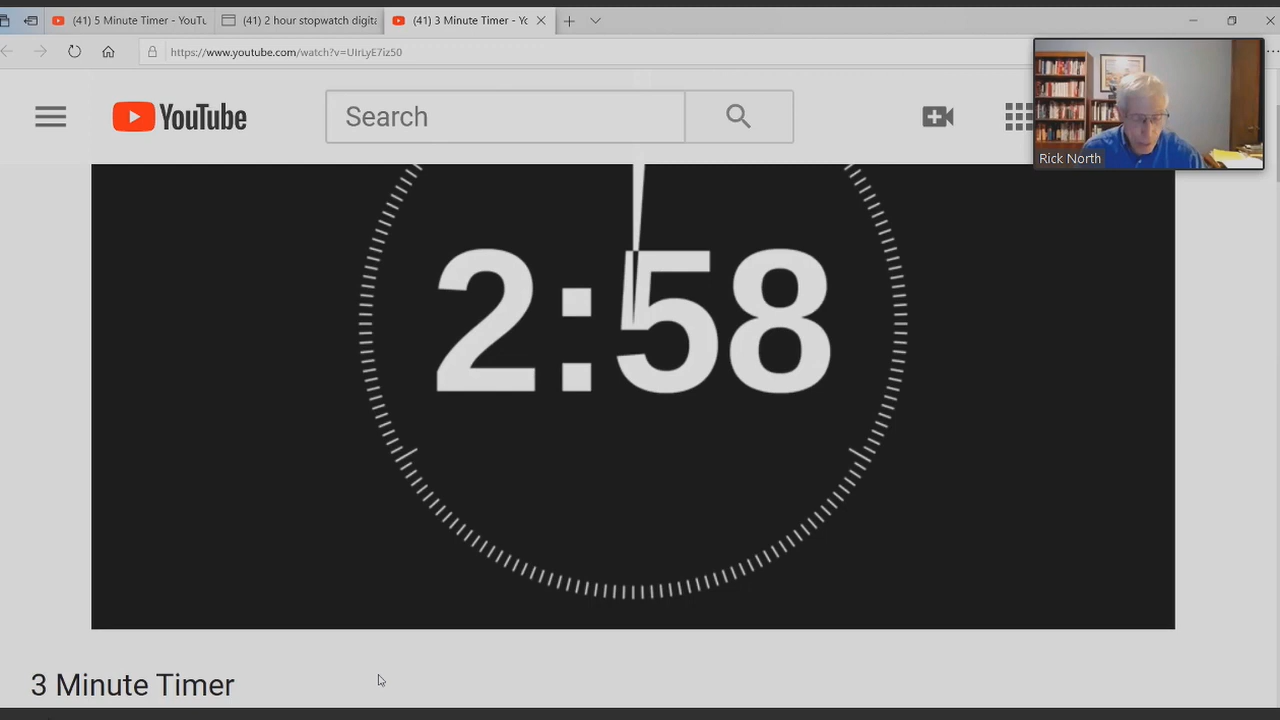 (41) 5 Minute Timer - YouTu
(41) 2 hour stopwatch digita
(41) 3 Minute Timer - Yo
https://www.youtube.com/watch?v=UIrLyE7iz50
YouTube
Search
Rick North
2:58
3 Minute Timer